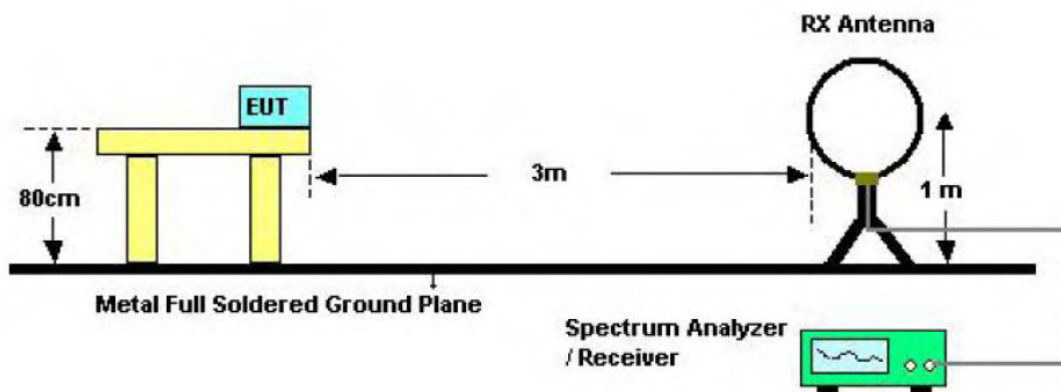 RX Antenna
EUT
80cm
3m
1 m
Metal Full Soldered Ground Plane
Spectrum Analyzer
/ Receiver